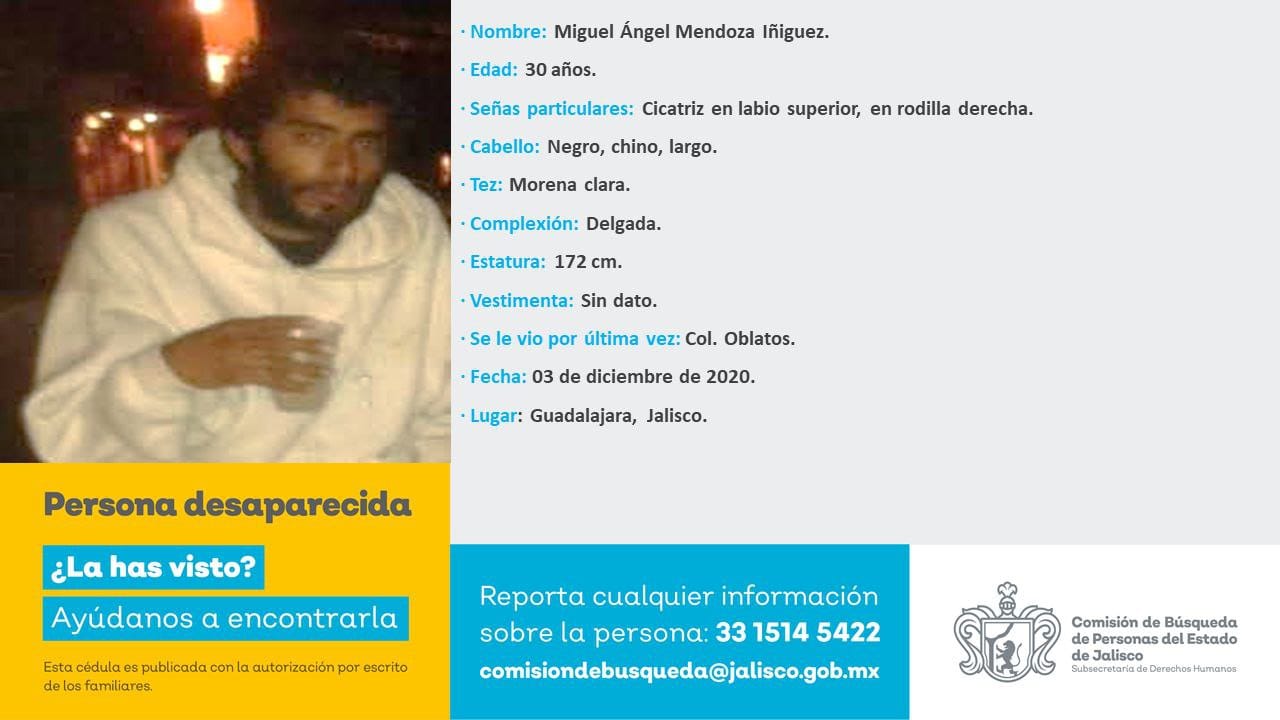 · Nombre: Miguel Ángel Mendoza Iñiguez.
· Edad: 30 años.
· Señas particulares: Cicatriz en labio superior, en rodilla derecha.
· Cabello: Negro, chino, largo.
· Tez: Morena clara.
· Complexión: Delgada.
· Estatura: 172 cm.
· Vestimenta: Sin dato.
· Se le vio por última vez: Col. Oblatos.
· Fecha: 03 de diciembre de 2020.
· Lugar: Guadalajara, Jalisco.
Persona desaparecida
¿La has visto?
Ayúdanos a encontrarla
Esta cédula es publicada con la autorización por escrito
de los familiares.
Reporta cualquier información
sobre la persona: 33 1514 5422
comisiondebusqueda@jalisco.gob.mx
Comisión de Búsqueda
de Personas del Estado
de Jalisco
Subsecretaría de Derechos Humanos